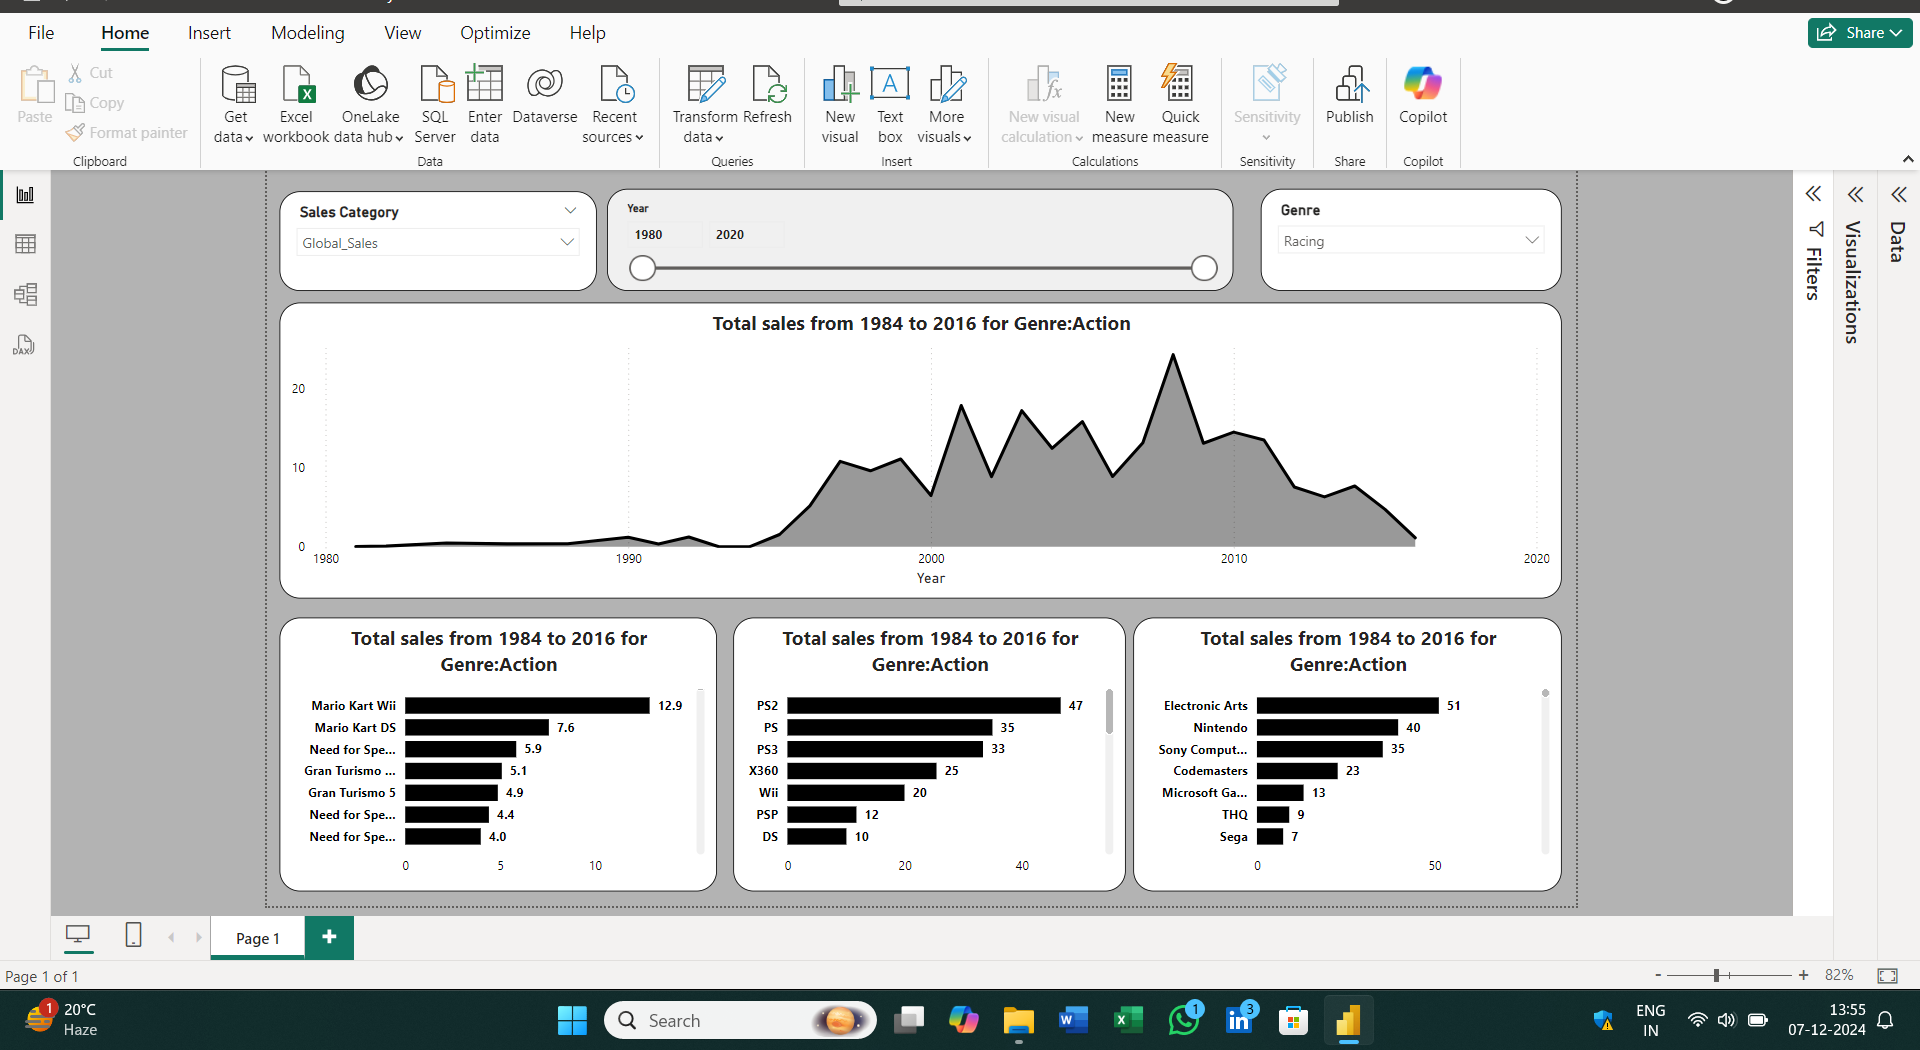 File Home Insert Modeling View Optimize Help
Share
Paste
Cut
Copy
Format painter
Clipboard
Get data
Excel workbook
OneLake data hub
SQL Server
Enter data
Dataverse
Recent sources
Data
Transform data
Refresh
Queries
New visual
Text box
More visuals
Insert
New visual calculation
New measure
Quick measure
Calculations
Sensitivity
Sensitivity
Publish
Share
Copilot
Copilot
DAX
Sales Category
Global_Sales
Year
1980 2020
Genre
Racing
Filters
Visualizations
Data
Total sales from 1984 to 2016 for Genre:Action
20
10
0
1980 1990 2000 2010 2020
Year
Total sales from 1984 to 2016 for
Genre:Action
Mario Kart Wii 12.9
Mario Kart DS 7.6
Need for Spe... 5.9
Gran Turismo ... 5.1
Gran Turismo 5 4.9
Need for Spe... 4.4
Need for Spe... 4.0
0 5 10
Total sales from 1984 to 2016 for
Genre:Action
PS2 47
PS 35
PS3 33
X360 25
Wii 20
PSP 12
DS 10
0 20 40
Total sales from 1984 to 2016 for
Genre:Action
Electronic Arts 51
Nintendo 40
Sony Comput... 35
Codemasters 23
Microsoft Ga... 13
THQ 9
Sega 7
0 50
Page 1 +
Page 1 of 1
- + 82%
1
20°C
Haze
Search
1
3
ENG
IN
13:55
07-12-2024